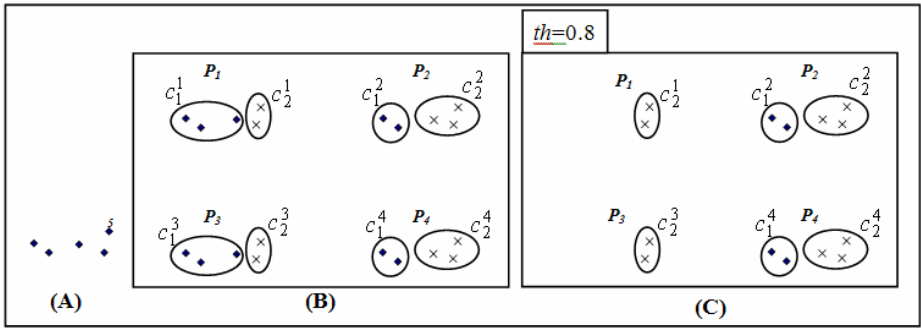 th=0.8
P₁ P₂ P₁ P₂
C₁¹ C₂¹ C₁² C₂² C₂¹ C₁² C₂²
5
P₃ P₄ P₃ P₄
C₁³ C₂³ C₁⁴ C₂⁴ C₂³ C₁⁴ C₂⁴
(A) (B) (C)